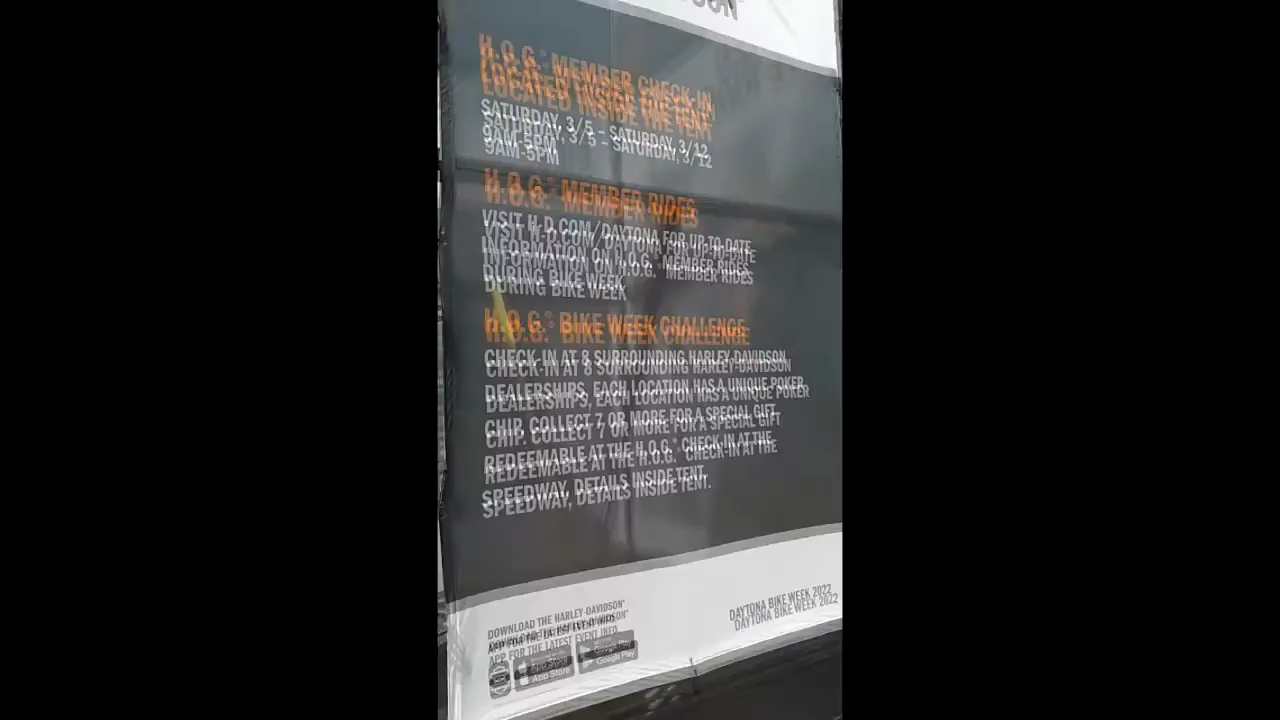 H.O.G.® MEMBER CHECK-IN
LOCATED INSIDE THE TENT
SATURDAY, 3/5 – SATURDAY, 3/12
9AM-5PM
H.O.G.® MEMBER RIDES
VISIT H-D.COM/DAYTONA FOR UP-TO-DATE
INFORMATION ON H.O.G.® MEMBER RIDES
DURING BIKE WEEK
H.O.G.® BIKE WEEK CHALLENGE
CHECK-IN AT 8 SURROUNDING HARLEY-DAVIDSON
DEALERSHIPS, EACH LOCATION HAS A UNIQUE POKER
CHIP. COLLECT 7 OR MORE FOR A SPECIAL GIFT
REDEEMABLE AT THE H.O.G.® CHECK-IN AT THE
SPEEDWAY, DETAILS INSIDE TENT.
DAYTONA BIKE WEEK 2022
DOWNLOAD THE HARLEY-DAVIDSON®
APP FOR THE LATEST EVENT INFO
App Store
Google Play